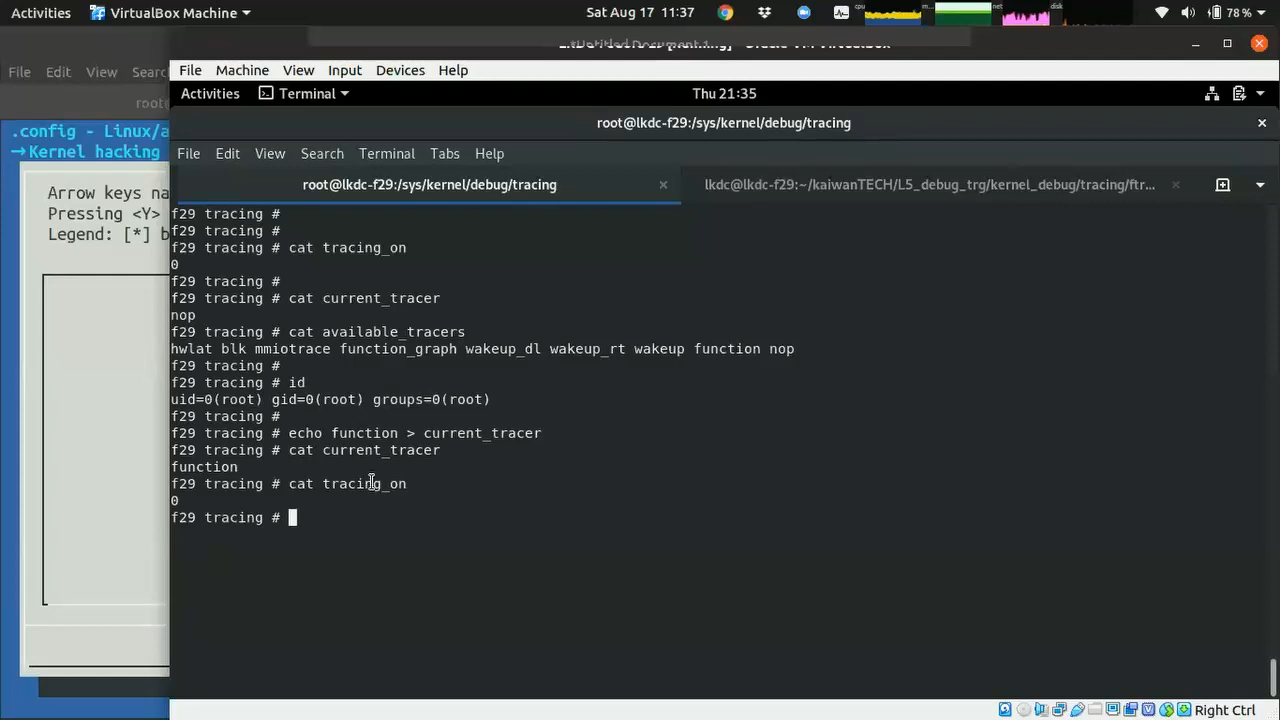 Activities VirtualBox Machine Sat Aug 17 11:37 78 %
File Edit View Searc
root
.config - Linux/a
→Kernel hacking
Arrow keys na
Pressing <Y>
Legend: [*] b
File Machine View Input Devices Help
Activities Terminal Thu 21:35
root@lkdc-f29:/sys/kernel/debug/tracing
File Edit View Search Terminal Tabs Help
root@lkdc-f29:/sys/kernel/debug/tracing
lkdc@lkdc-f29:~/kaiwanTECH/L5_debug_trg/kernel_debug/tracing/ftr...
f29 tracing #
f29 tracing #
f29 tracing # cat tracing_on
0
f29 tracing #
f29 tracing # cat current_tracer
nop
f29 tracing # cat available_tracers
hwlat blk mmiotrace function_graph wakeup_dl wakeup_rt wakeup function nop
f29 tracing #
f29 tracing # id
uid=0(root) gid=0(root) groups=0(root)
f29 tracing #
f29 tracing # echo function > current_tracer
f29 tracing # cat current_tracer
function
f29 tracing # cat tracing_on
0
f29 tracing #
Right Ctrl